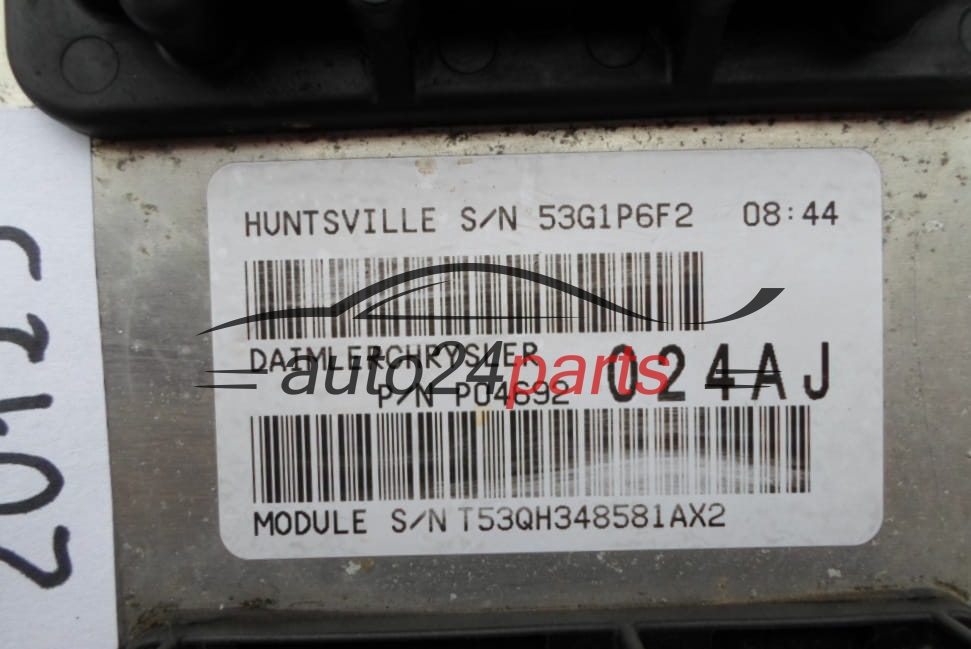 HUNTSVILLE S/N 53G1P6F2 08:44
DAIMLERCHRYSLER
P/N P04692 024AJ
auto24parts
MODULE S/N T53QH348581AX2